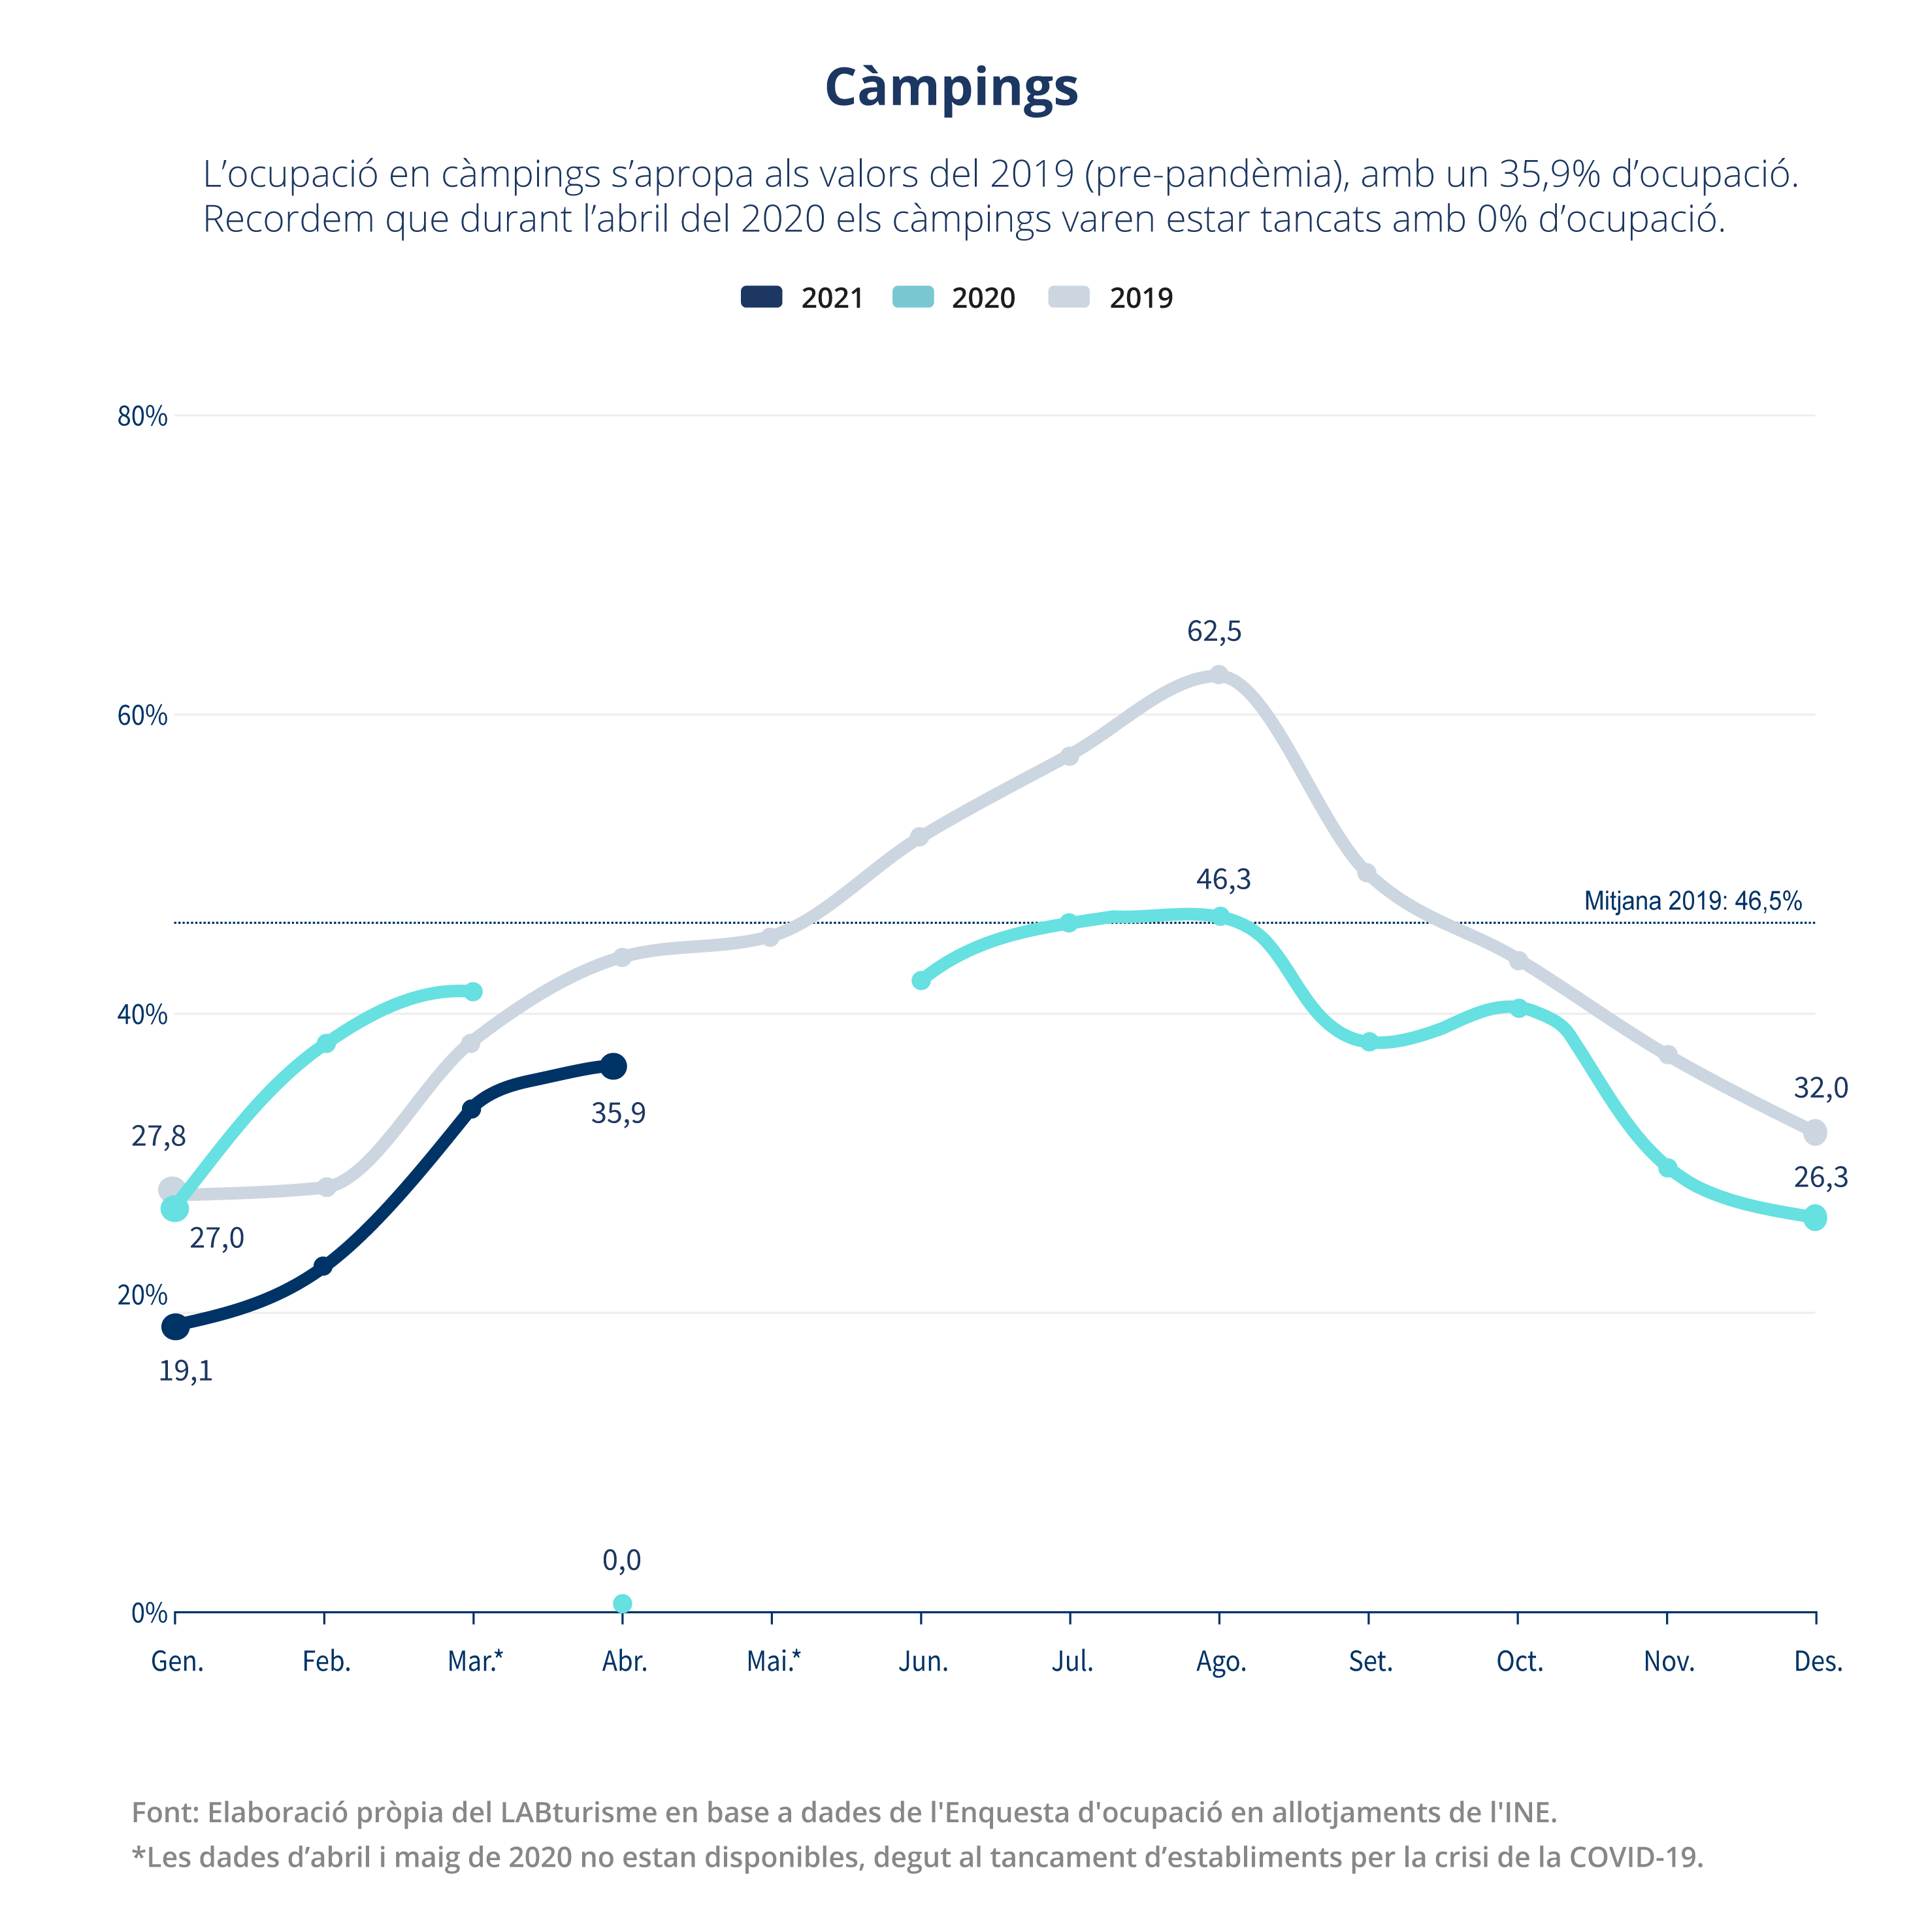 Càmpings
L’ocupació en càmpings s’apropa als valors del 2019 (pre-pandèmia), amb un 35,9% d’ocupació.
Recordem que durant l’abril del 2020 els càmpings varen estar tancats amb 0% d’ocupació.
2021 2020 2019
80%
62,5
60%
46,3
Mitjana 2019: 46,5%
40%
32,0
35,9
27,8
26,3
27,0
20%
19,1
0,0
0%
Gen. Feb. Mar.* Abr. Mai.* Jun. Jul. Ago. Set. Oct. Nov. Des.
Font: Elaboració pròpia del LABturisme en base a dades de l'Enquesta d'ocupació en allotjaments de l'INE.
*Les dades d’abril i maig de 2020 no estan disponibles, degut al tancament d’establiments per la crisi de la COVID-19.